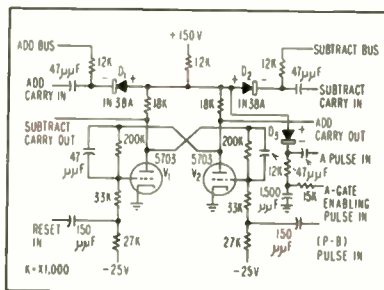 ADD BUS
+150V
SUBTRACT BUS
12K
D1
12K
D2
12K
47μμF
47μμF
ADD CARRY IN
1N38A
18K
18K
1N38A
SUBTRACT CARRY IN
SUBTRACT CARRY OUT
D3
ADD CARRY OUT
200K
200K
A PULSE IN
47 μμF
5703
V1
5703
V2
12K
47μμF
1,500 μμF
15K
A-GATE ENABLING PULSE IN
33K
33K
RESET IN
150 μμF
27K
27K
150 μμF
(P-B) PULSE IN
K=X1,000
-25V
-25V